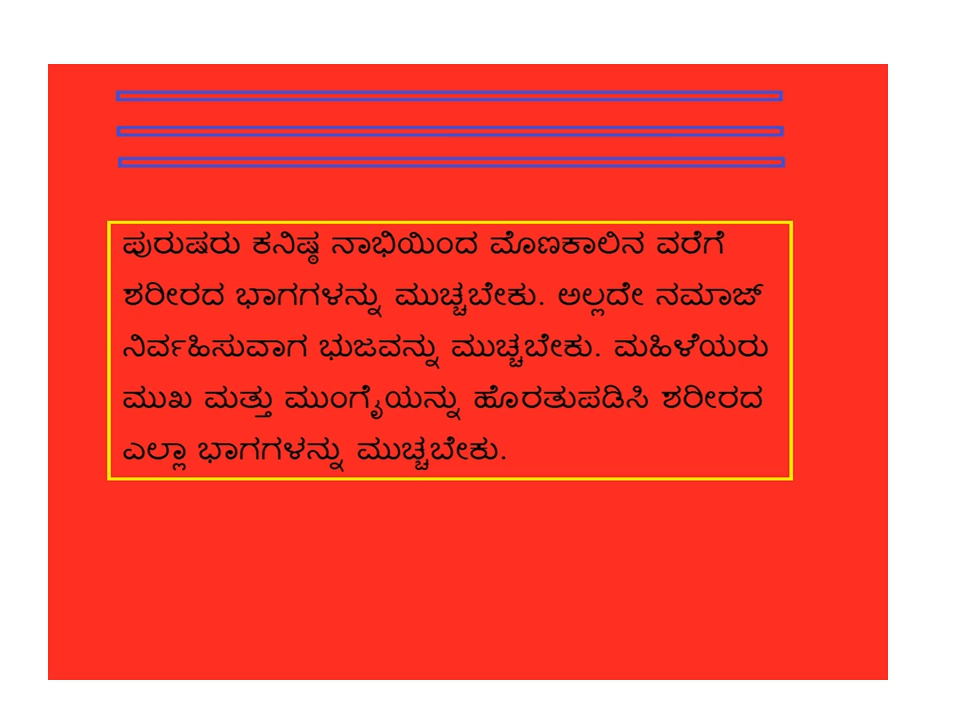 ಪುರುಷರು ಕನಿಷ್ಠ ನಾಭಿಯಿಂದ ಮೊಣಕಾಲಿನ ವರೆಗೆ
ಶರೀರದ ಭಾಗಗಳನ್ನು ಮುಚ್ಚಬೇಕು. ಅಲ್ಲದೇ ನಮಾಜ್
ನಿರ್ವಹಿಸುವಾಗ ಭುಜವನ್ನು ಮುಚ್ಚಬೇಕು. ಮಹಿಳೆಯರು
ಮುಖ ಮತ್ತು ಮುಂಗೈಯನ್ನು ಹೊರತುಪಡಿಸಿ ಶರೀರದ
ಎಲ್ಲಾ ಭಾಗಗಳನ್ನು ಮುಚ್ಚಬೇಕು.